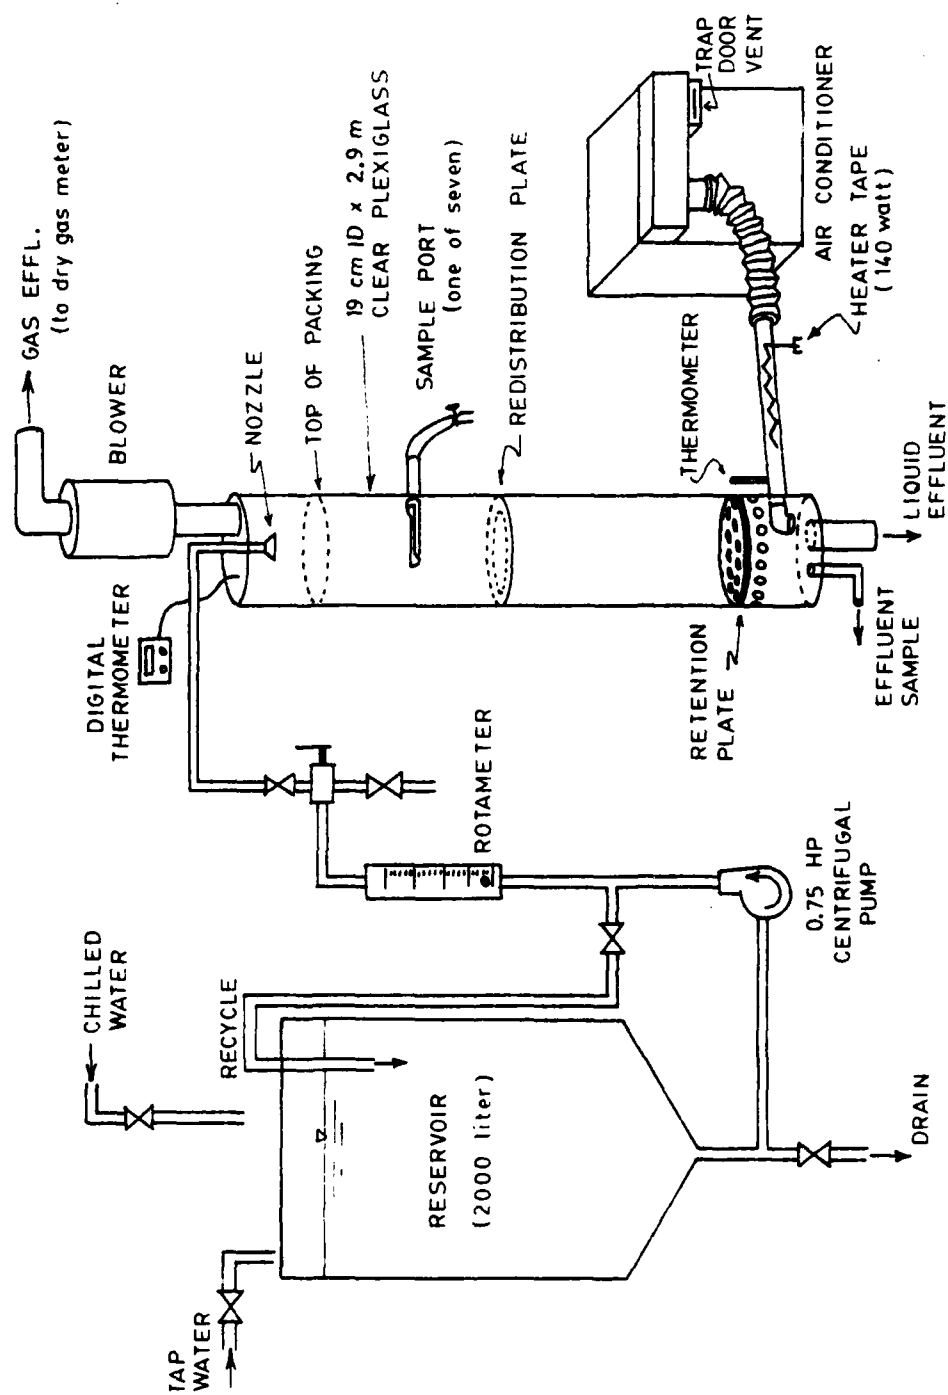 GAS EFFL.
(to dry gas meter)
BLOWER
NOZZLE
TOP OF PACKING
19 cm ID x 2.9 m
CLEAR PLEXIGLASS
SAMPLE PORT
(one of seven)
REDISTRIBUTION PLATE
TRAP
DOOR
VENT
AIR CONDITIONER
HEATER TAPE
(140 watt)
THERMOMETER
LIQUID
EFFLUENT
EFFLUENT
SAMPLE
RETENTION
PLATE
DIGITAL
THERMOMETER
ROTAMETER
0.75 HP
CENTRIFUGAL
PUMP
CHILLED
WATER
RECYCLE
RESERVOIR
(2000 liter)
DRAIN
TAP
WATER